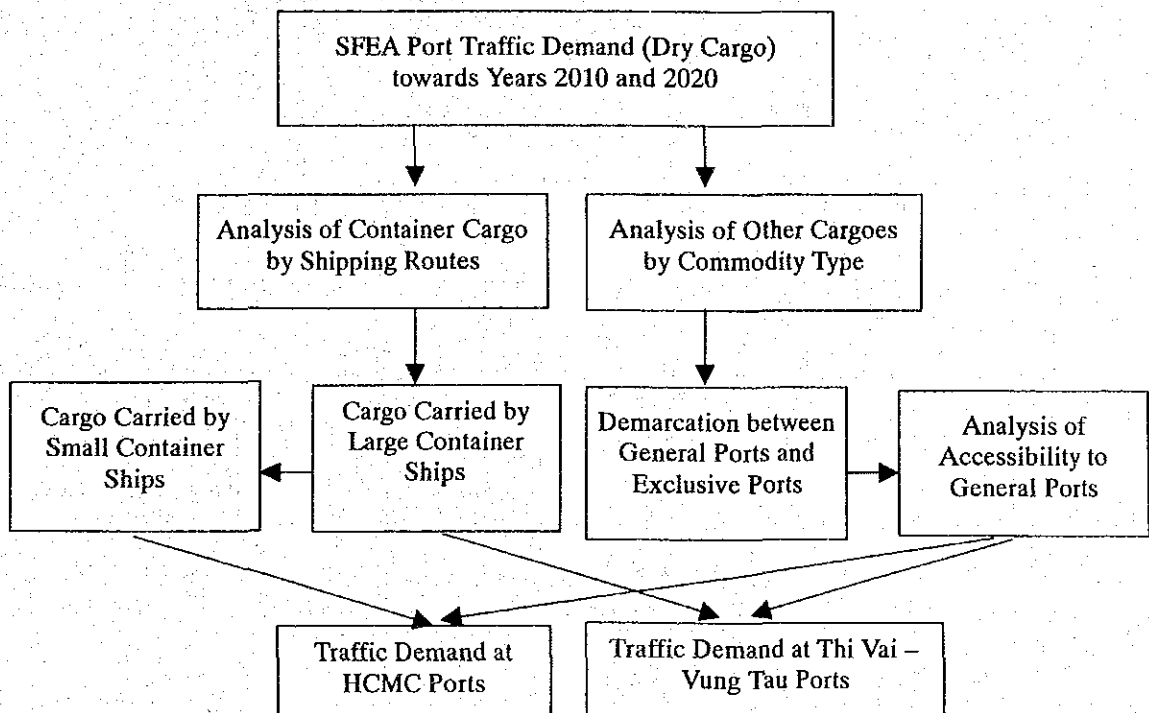 SFEA Port Traffic Demand (Dry Cargo)
towards Years 2010 and 2020
Analysis of Container Cargo
by Shipping Routes
Analysis of Other Cargoes
by Commodity Type
Cargo Carried by
Small Container
Ships
Cargo Carried by
Large Container
Ships
Demarcation between
General Ports and
Exclusive Ports
Analysis of
Accessibility to
General Ports
Traffic Demand at
HCMC Ports
Traffic Demand at Thi Vai –
Vung Tau Ports